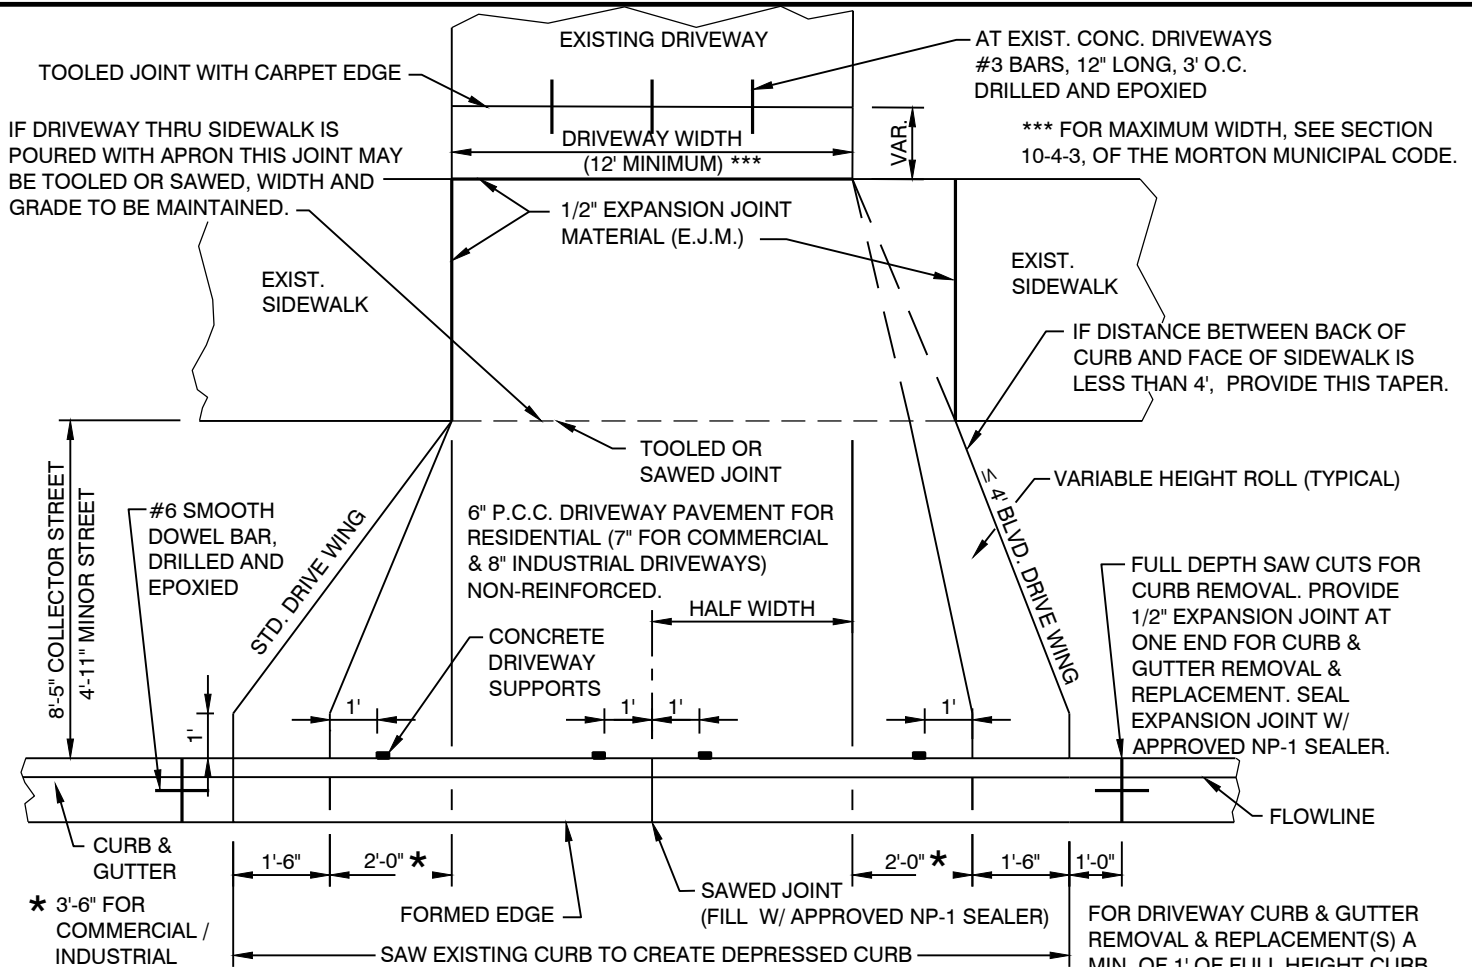 EXISTING DRIVEWAY
AT EXIST. CONC. DRIVEWAYS
#3 BARS, 12" LONG, 3' O.C.
DRILLED AND EPOXIED
TOOLED JOINT WITH CARPET EDGE
IF DRIVEWAY THRU SIDEWALK IS
POURED WITH APRON THIS JOINT MAY
BE TOOLED OR SAWED, WIDTH AND
GRADE TO BE MAINTAINED.
DRIVEWAY WIDTH
(12' MINIMUM) ***
VAR.
*** FOR MAXIMUM WIDTH, SEE SECTION
10-4-3, OF THE MORTON MUNICIPAL CODE.
1/2" EXPANSION JOINT
MATERIAL (E.J.M.)
EXIST.
SIDEWALK
EXIST.
SIDEWALK
IF DISTANCE BETWEEN BACK OF
CURB AND FACE OF SIDEWALK IS
LESS THAN 4', PROVIDE THIS TAPER.
TOOLED OR
SAWED JOINT
8'-5" COLLECTOR STREET
4'-11" MINOR STREET
#6 SMOOTH
DOWEL BAR,
DRILLED AND
EPOXIED
STD. DRIVE WING
6" P.C.C. DRIVEWAY PAVEMENT FOR
RESIDENTIAL (7" FOR COMMERCIAL
& 8" INDUSTRIAL DRIVEWAYS)
NON-REINFORCED.
HALF WIDTH
≤ 4' BLVD. DRIVE WING
VARIABLE HEIGHT ROLL (TYPICAL)
FULL DEPTH SAW CUTS FOR
CURB REMOVAL. PROVIDE
1/2" EXPANSION JOINT AT
ONE END FOR CURB &
GUTTER REMOVAL &
REPLACEMENT. SEAL
EXPANSION JOINT W/
APPROVED NP-1 SEALER.
CONCRETE
DRIVEWAY
SUPPORTS
1'
1'
1'
1'
1'
FLOWLINE
CURB &
GUTTER
1'-6"
2'-0" *
2'-0" *
1'-6"
1'-0"
* 3'-6" FOR
COMMERCIAL /
INDUSTRIAL
FORMED EDGE
SAWED JOINT
(FILL W/ APPROVED NP-1 SEALER)
SAW EXISTING CURB TO CREATE DEPRESSED CURB
FOR DRIVEWAY CURB & GUTTER
REMOVAL & REPLACEMENT(S) A
MIN. OF 1' OF FULL HEIGHT CURB